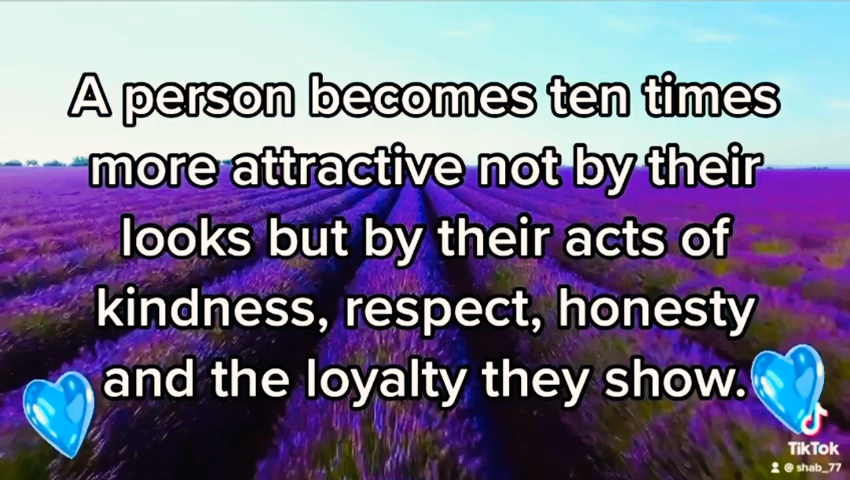 A person becomes ten times
more attractive not by their
looks but by their acts of
kindness, respect, honesty
and the loyalty they show.
TikTok
@ shab_77